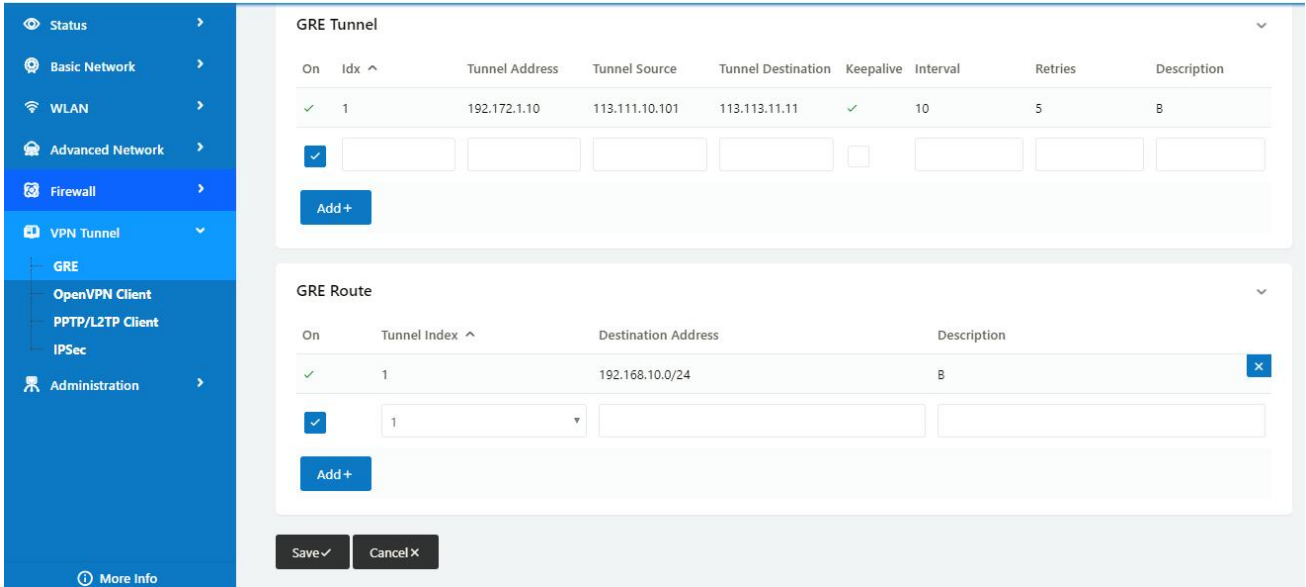 Status
Basic Network
WLAN
Advanced Network
Firewall
VPN Tunnel
GRE
OpenVPN Client
PPTP/L2TP Client
IPSec
Administration
More Info
GRE Tunnel
On Idx Tunnel Address Tunnel Source Tunnel Destination Keepalive Interval Retries Description
1 192.172.1.10 113.111.10.101 113.113.11.11 10 5 B
Add+
GRE Route
On Tunnel Index Destination Address Description
1 192.168.10.0/24 B
1
Add+
Save Cancel